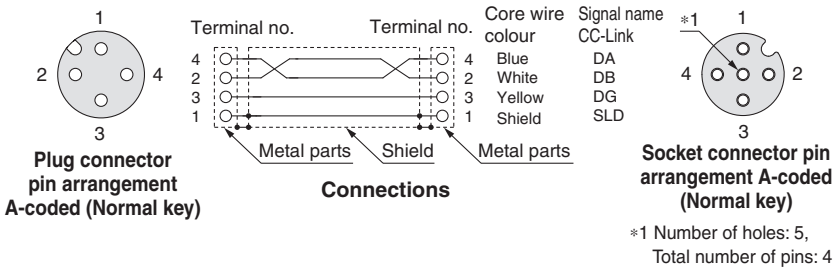 1
2
4
3
Plug connector
pin arrangement
A-coded (Normal key)
Terminal no. Terminal no. Core wire colour Signal name CC-Link
4 4 Blue DA
2 2 White DB
3 3 Yellow DG
1 1 Shield SLD
Metal parts Shield Metal parts
Connections
*1 1
4 2
3
Socket connector pin
arrangement A-coded
(Normal key)
*1 Number of holes: 5,
Total number of pins: 4